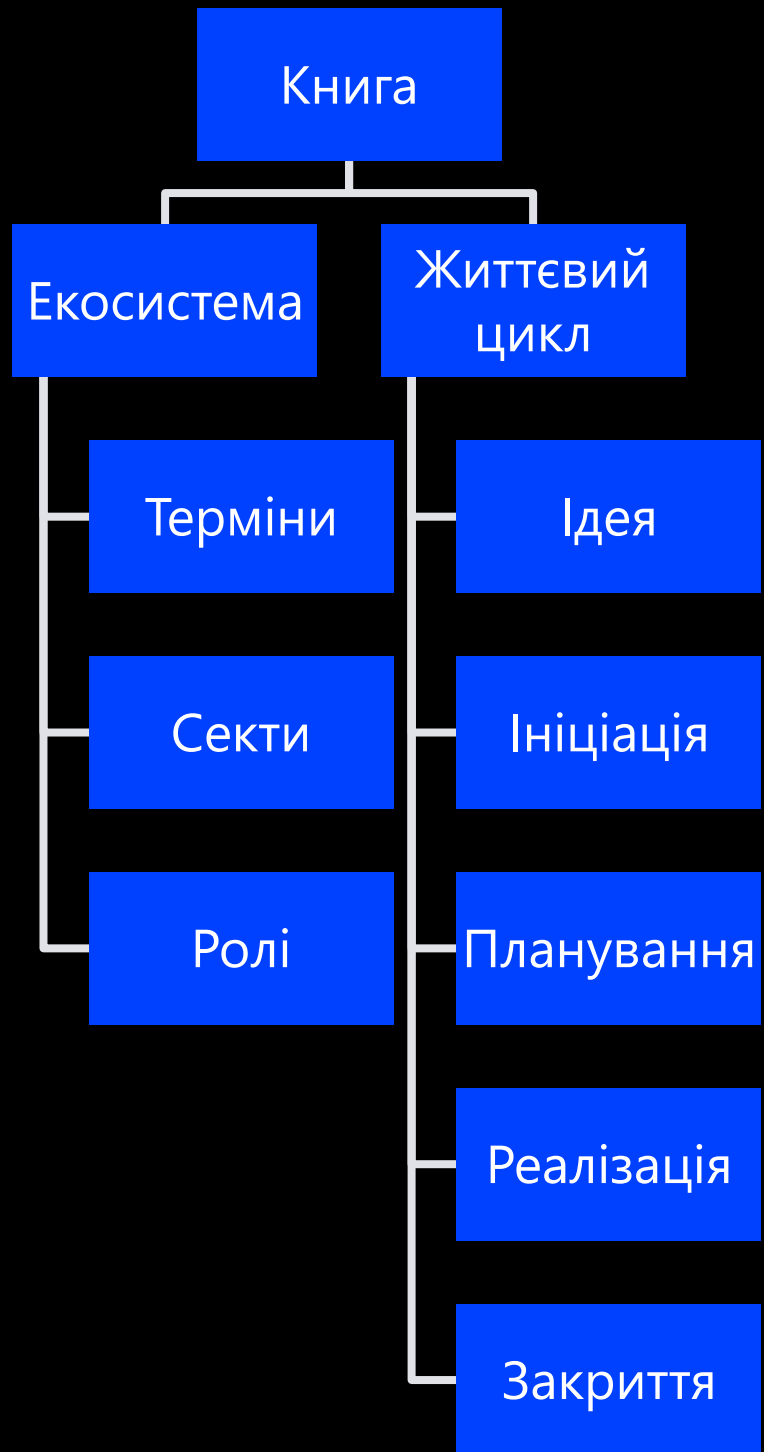 Книга
Екосистема
Терміни
Секти
Ролі
Життєвий
цикл
Ідея
Ініціація
Планування
Реалізація
Закриття